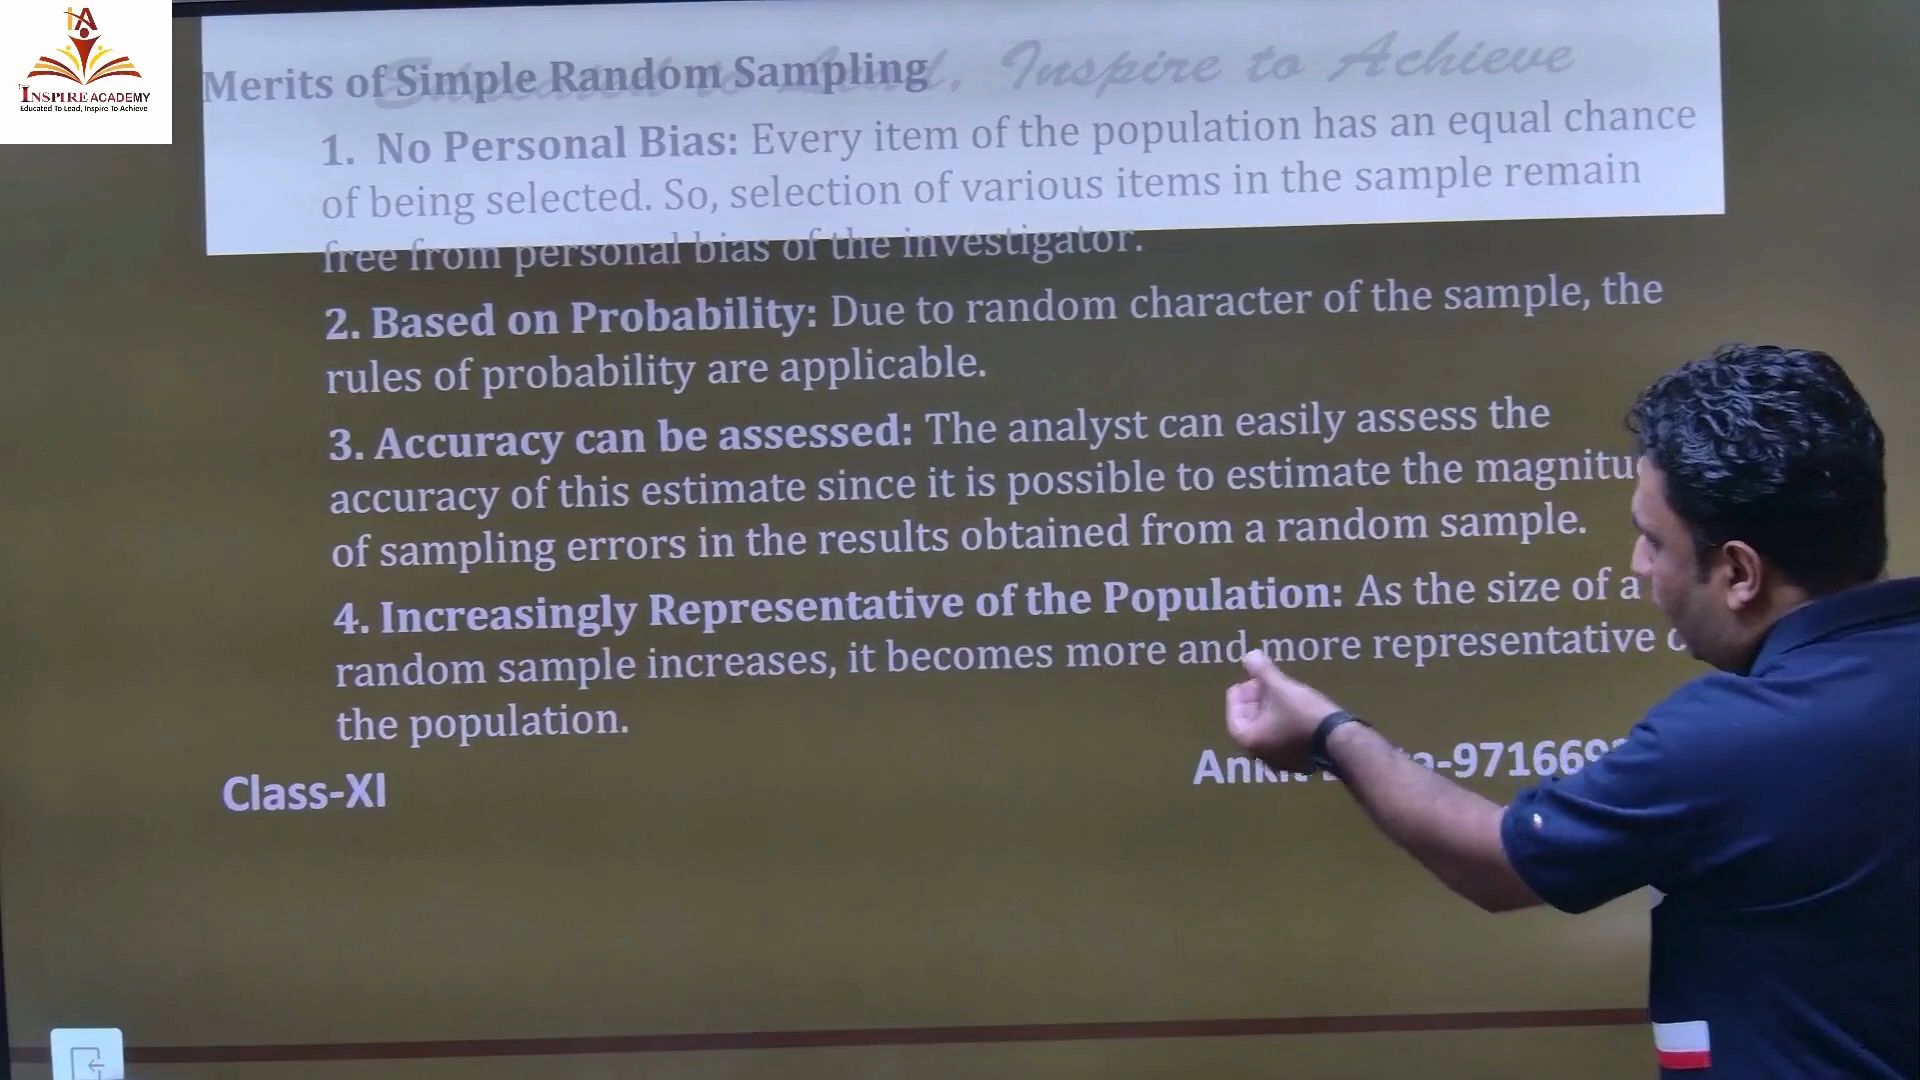 IA
INSPIRE ACADEMY
Educated To Lead, Inspire To Achieve
Inspire to Achieve
Merits of Simple Random Sampling
1. No Personal Bias: Every item of the population has an equal chance
of being selected. So, selection of various items in the sample remain
free from personal bias of the investigator.
2. Based on Probability: Due to random character of the sample, the
rules of probability are applicable.
3. Accuracy can be assessed: The analyst can easily assess the
accuracy of this estimate since it is possible to estimate the
of sampling errors in the results obtained from a random sample.
4. Increasingly Representative of the Population: As the size of a
random sample increases, it becomes more and more representative
the population.
Class-XI